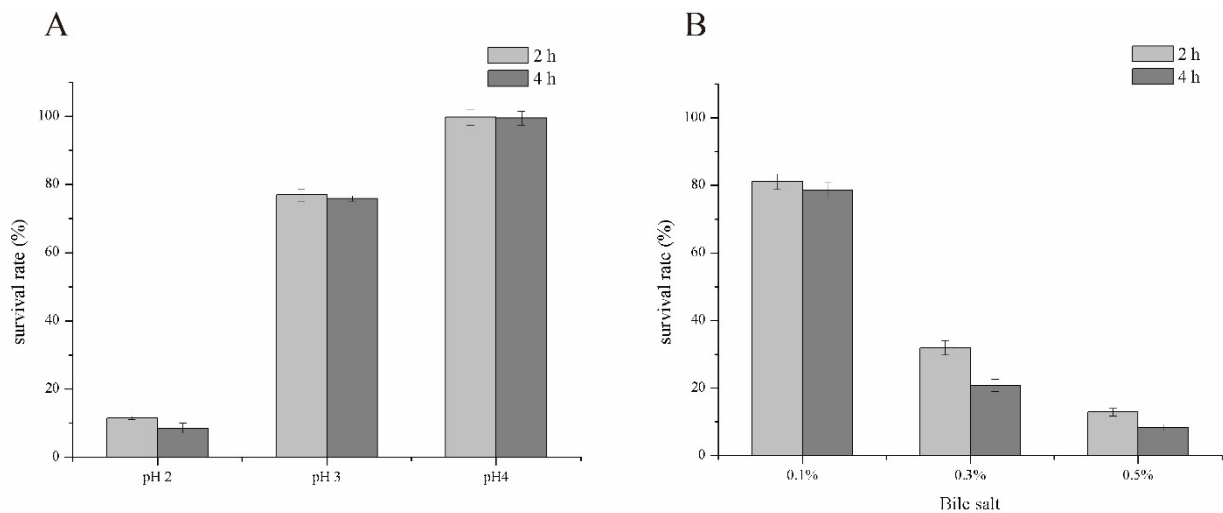 A
2 h
4 h
survival rate (%)
100
80
60
40
20
0
pH 2
pH 3
pH4
B
2 h
4 h
survival rate (%)
100
80
60
40
20
0
0.1%
0.3%
0.5%
Bile salt